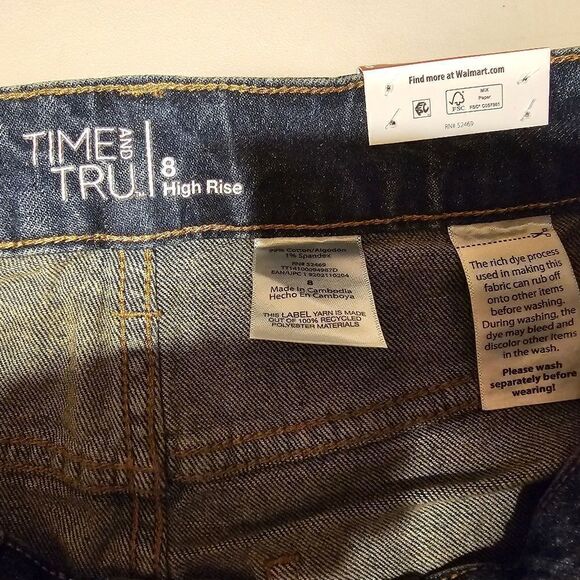 Find more at Walmart.com
MIX
Paper
FSC
RN# 52469
TIME AND TRU
8
High Rise
99% Cotton/Algodon
1% Spandex
RN# 52469
8
Made in Cambodia
Hecho En Camboya
THIS LABEL YARN IS MADE
OUT OF 100% RECYCLED
POLYESTER MATERIALS
The rich dye process
used in making this
fabric can rub off
onto other items
before washing.
During washing, the
dye may bleed and
discolor other items
in the wash.
Please wash
separately before
wearing!